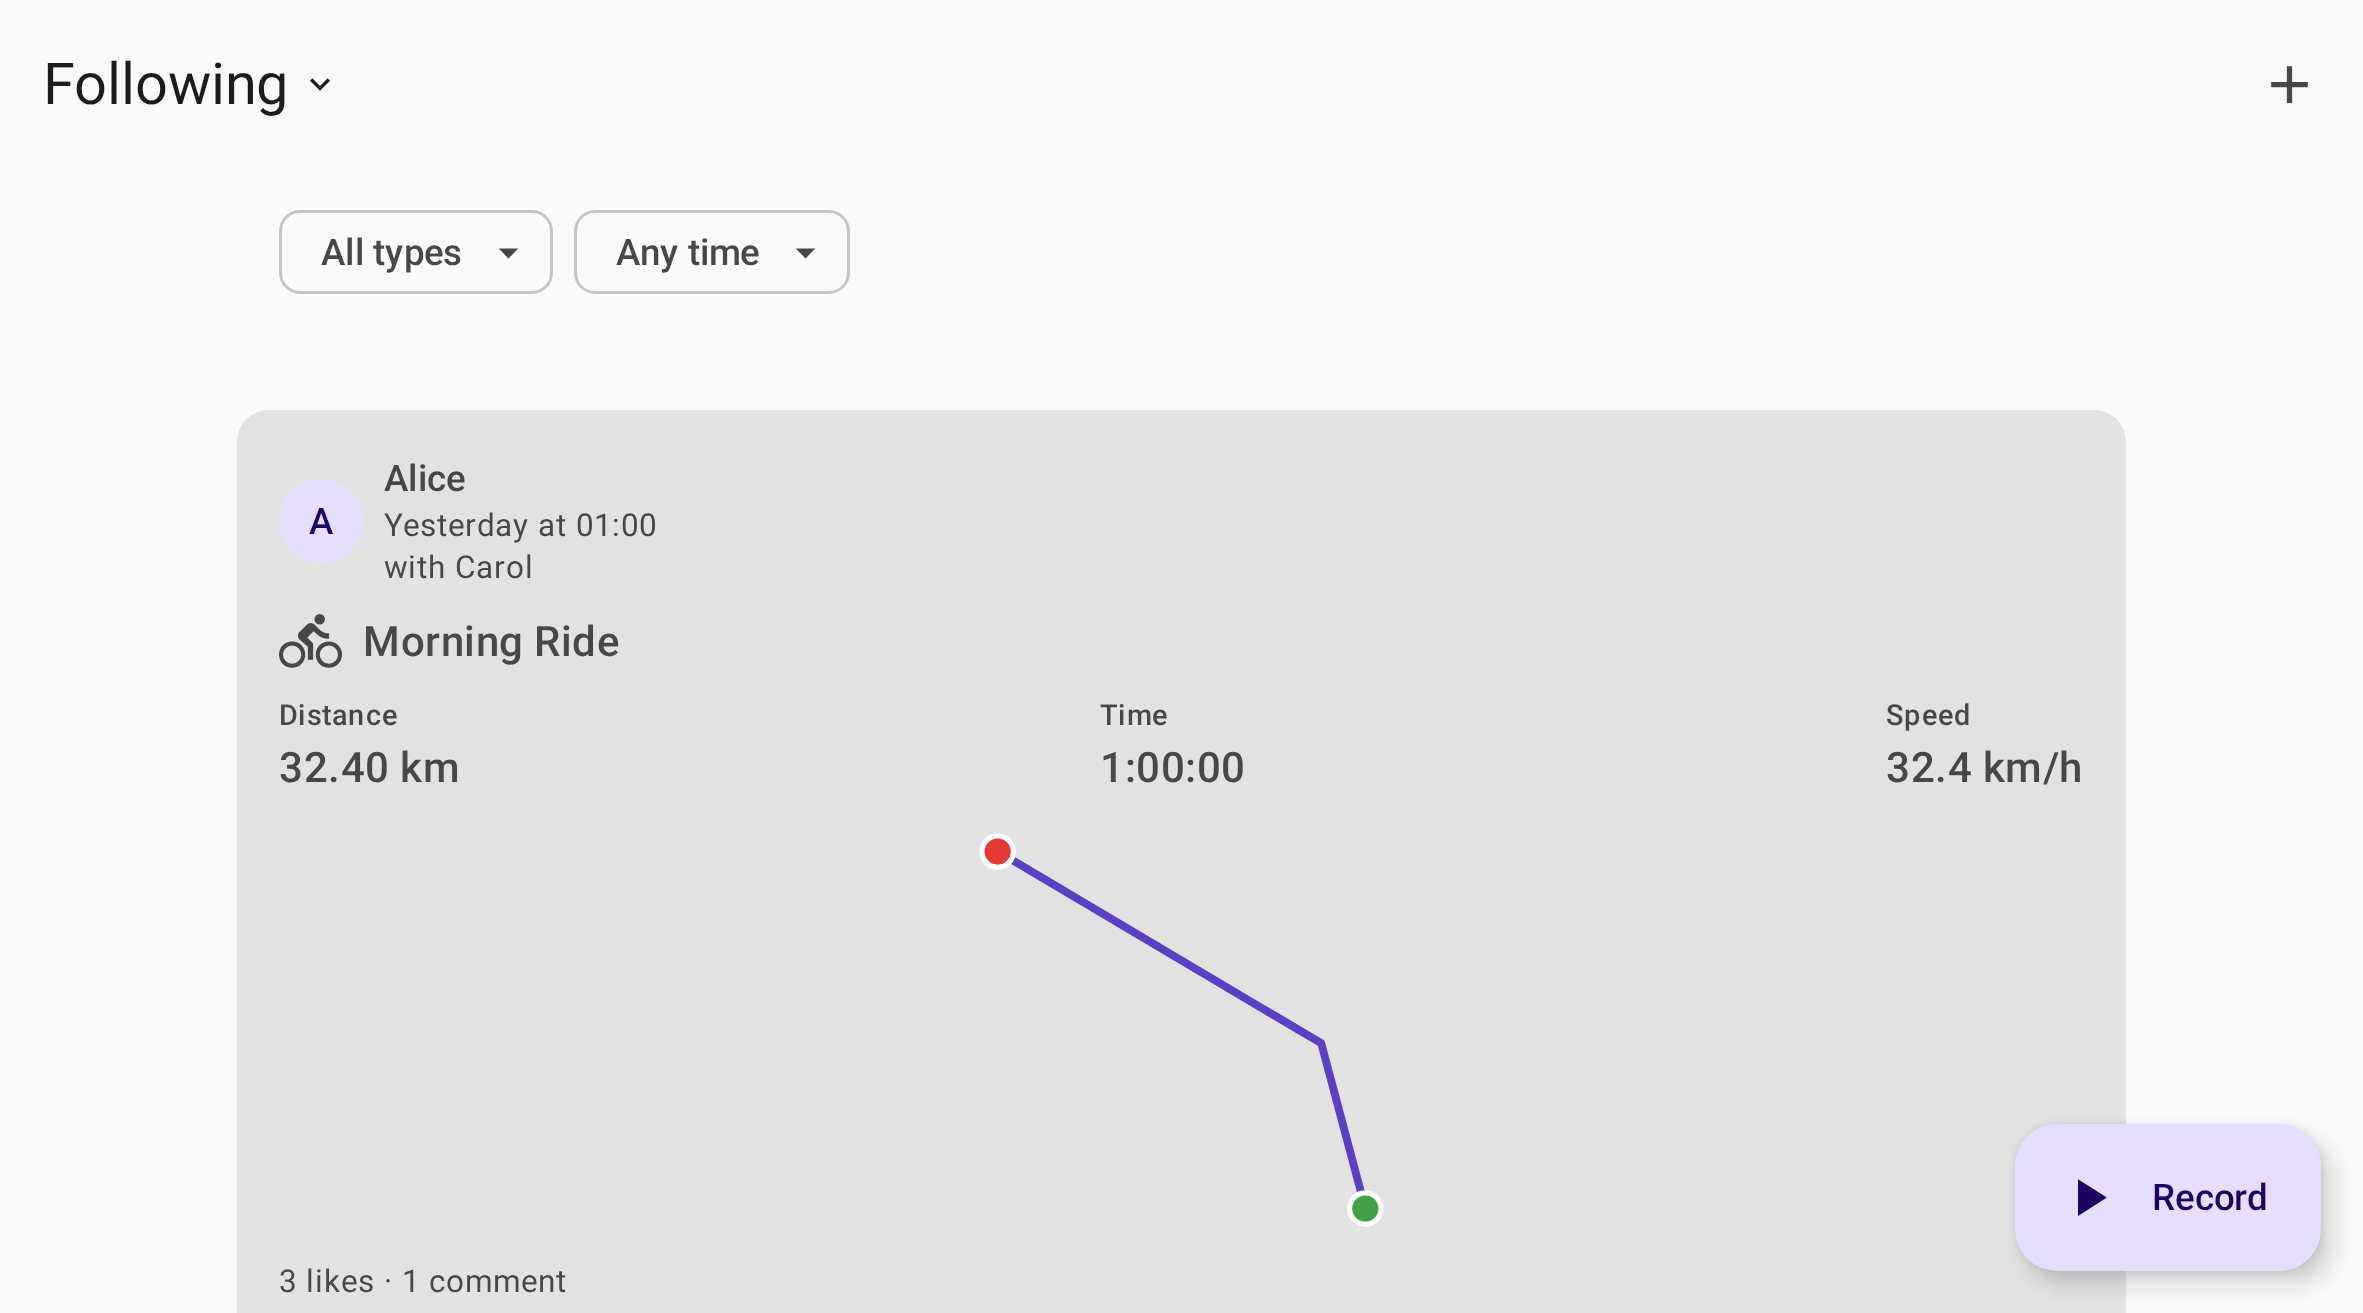 Following
All types
Any time
A
Alice
Yesterday at 01:00
with Carol
Morning Ride
Distance
32.40 km
Time
1:00:00
Speed
32.4 km/h
Record
3 likes · 1 comment